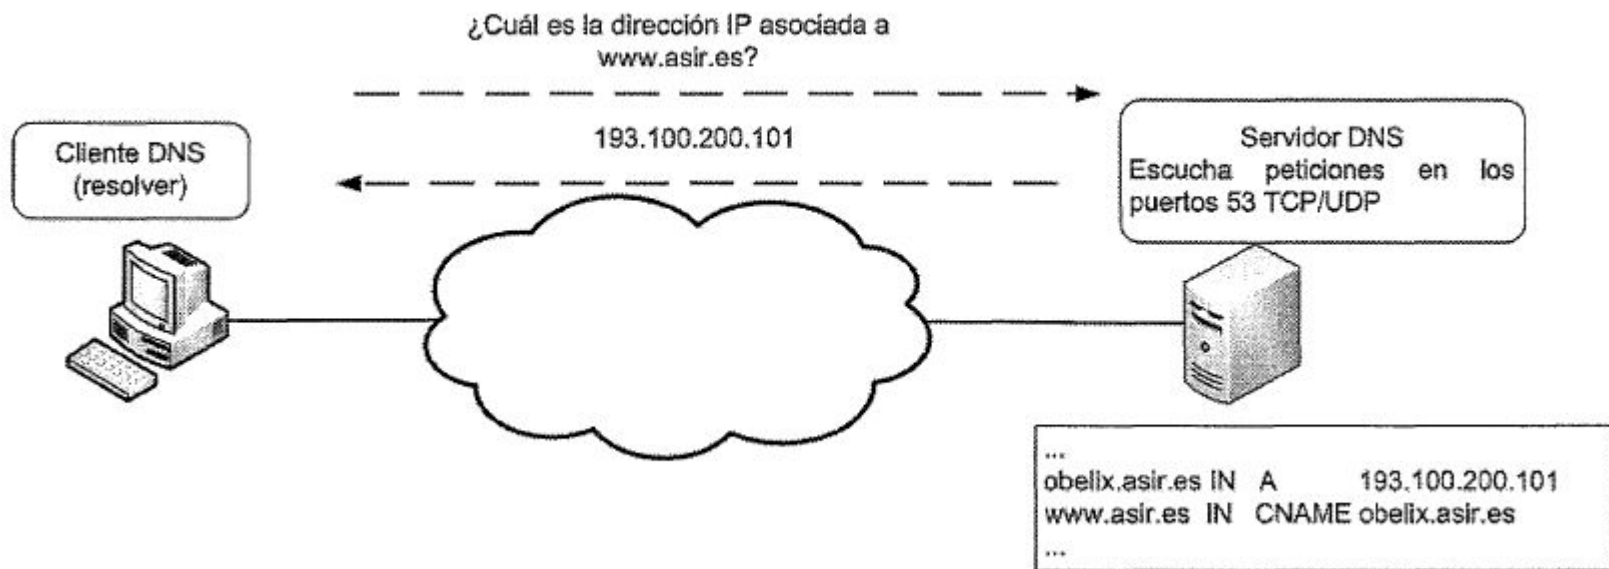 ¿Cuál es la dirección IP asociada a
www.asir.es?
193.100.200.101
Cliente DNS
(resolver)
Servidor DNS
Escucha peticiones en los
puertos 53 TCP/UDP
...
obelix.asir.es IN A 193.100.200.101
www.asir.es IN CNAME obelix.asir.es
...